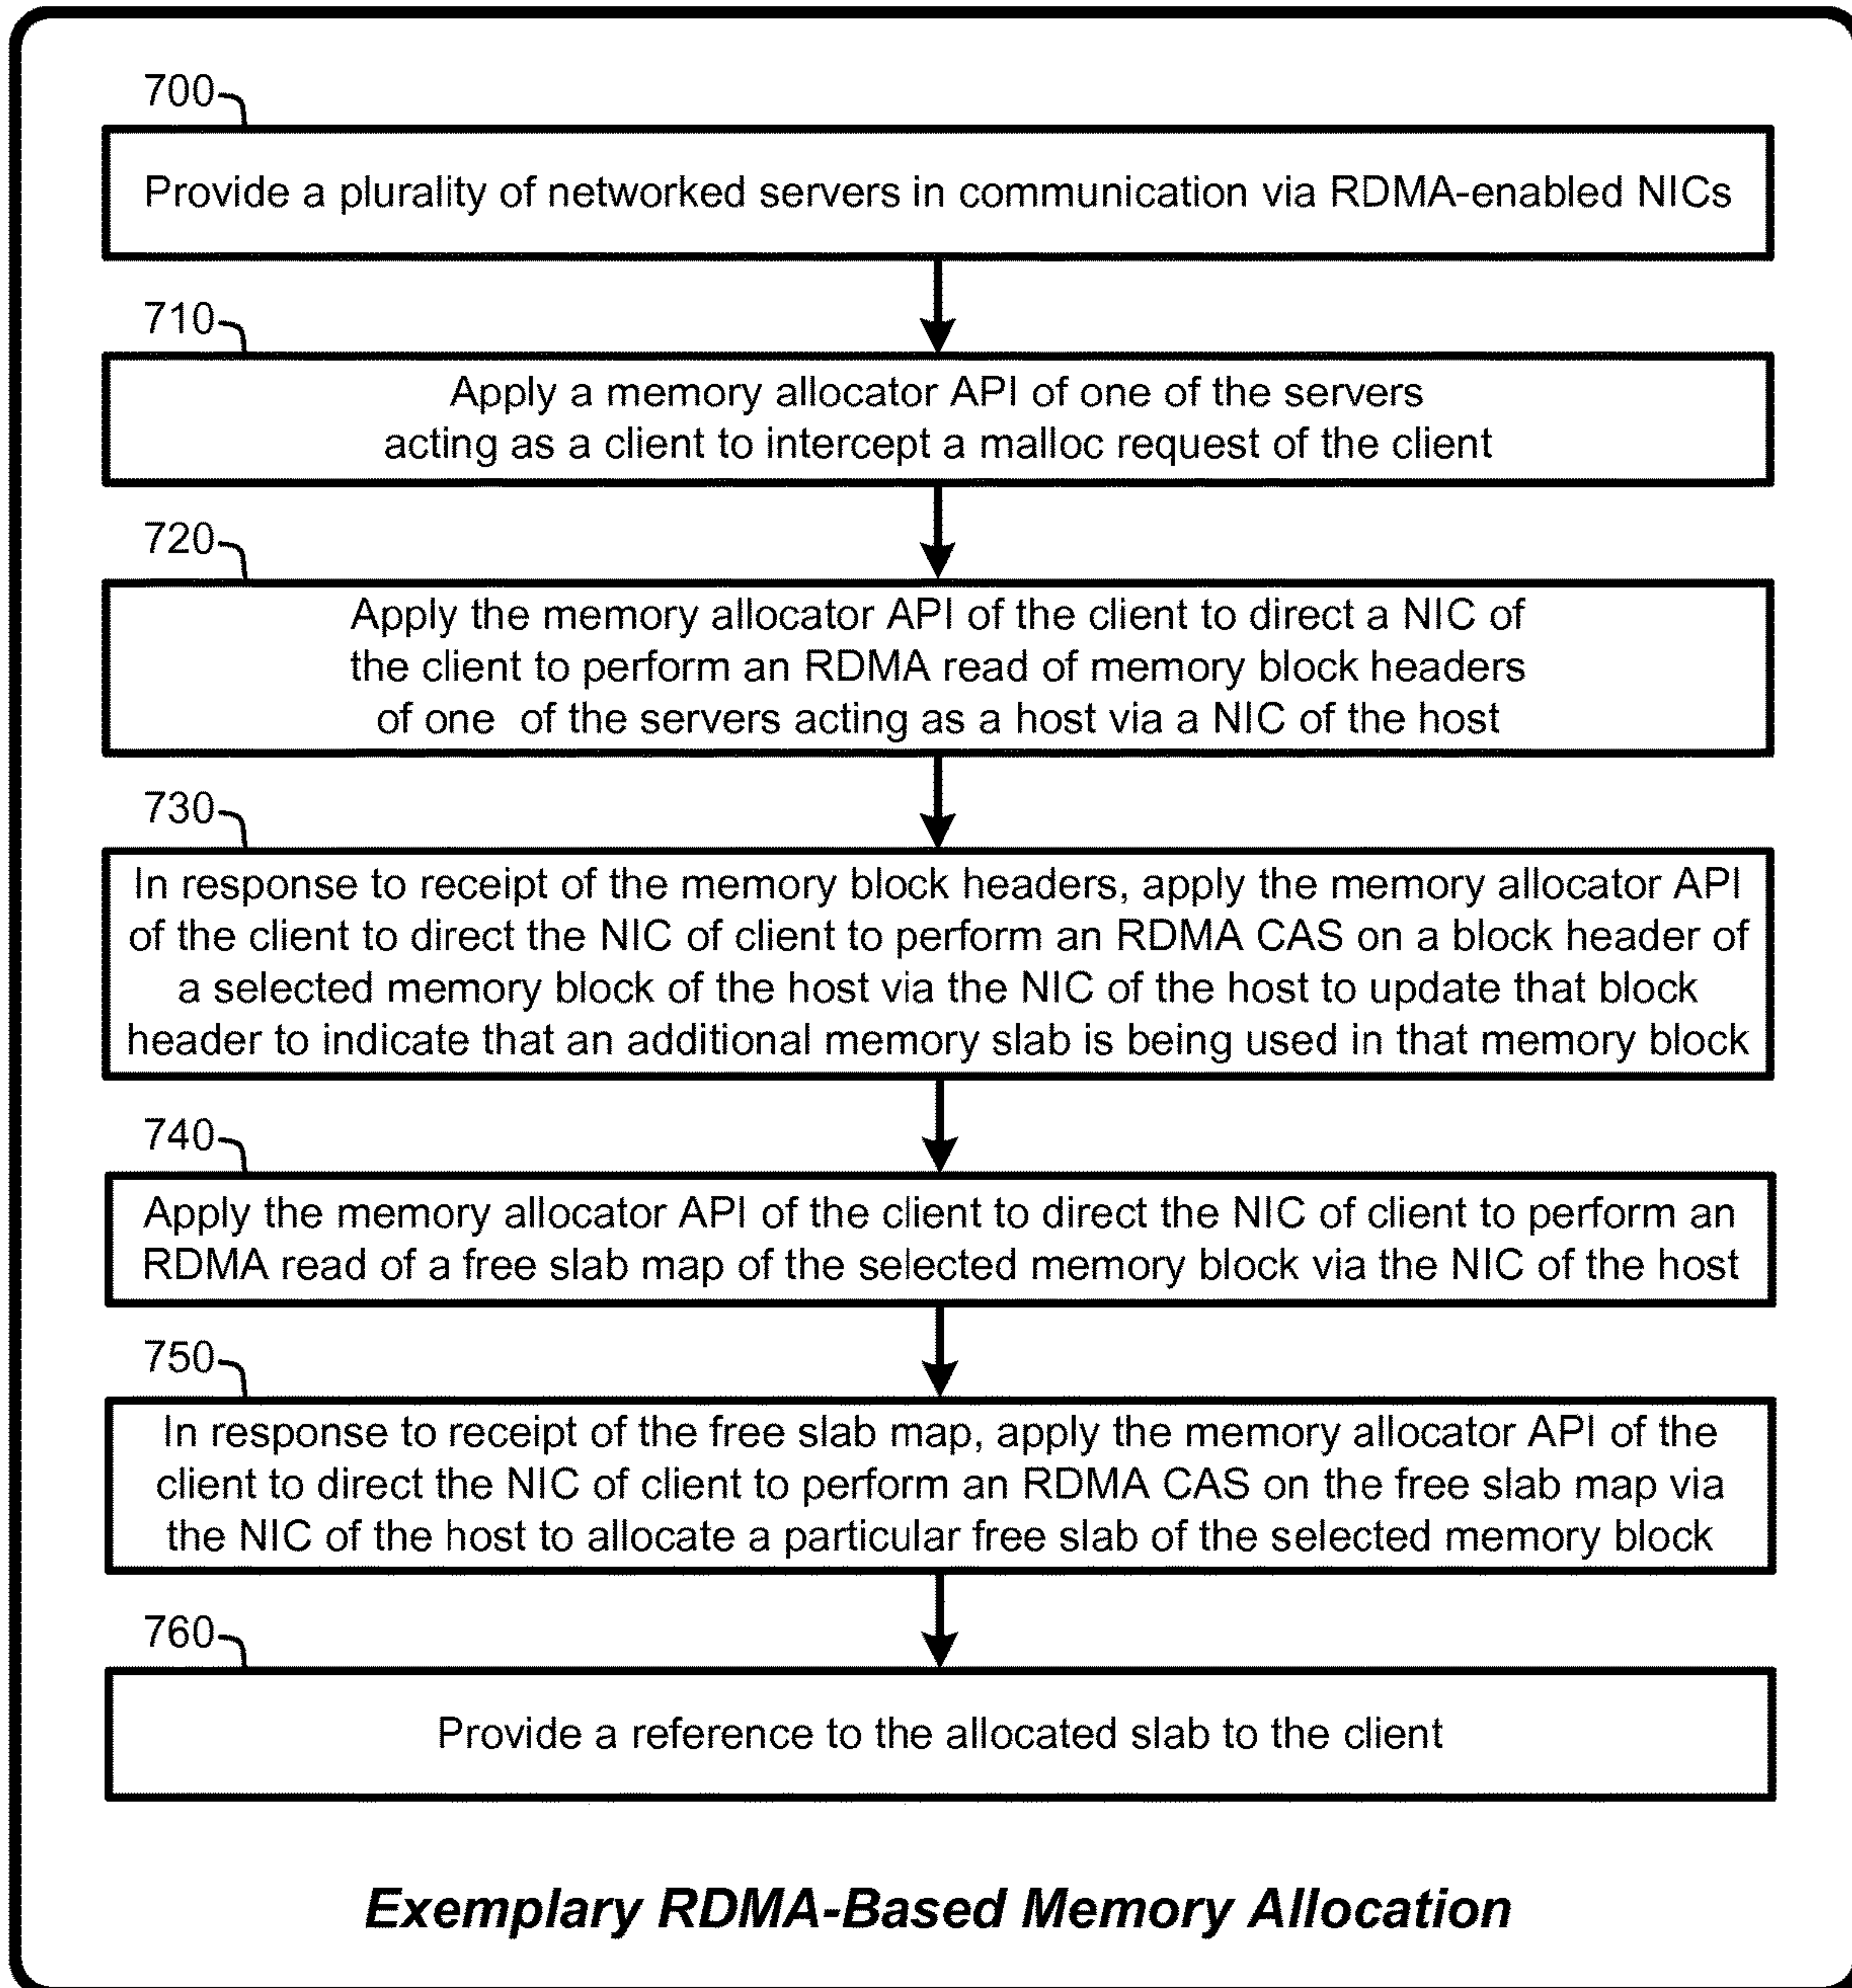 700
Provide a plurality of networked servers in communication via RDMA-enabled NICs
710
Apply a memory allocator API of one of the servers
acting as a client to intercept a malloc request of the client
720
Apply the memory allocator API of the client to direct a NIC of
the client to perform an RDMA read of memory block headers
of one of the servers acting as a host via a NIC of the host
730
In response to receipt of the memory block headers, apply the memory allocator API
of the client to direct the NIC of client to perform an RDMA CAS on a block header of
a selected memory block of the host via the NIC of the host to update that block
header to indicate that an additional memory slab is being used in that memory block
740
Apply the memory allocator API of the client to direct the NIC of client to perform an
RDMA read of a free slab map of the selected memory block via the NIC of the host
750
In response to receipt of the free slab map, apply the memory allocator API of the
client to direct the NIC of client to perform an RDMA CAS on the free slab map via
the NIC of the host to allocate a particular free slab of the selected memory block
760
Provide a reference to the allocated slab to the client
Exemplary RDMA-Based Memory Allocation